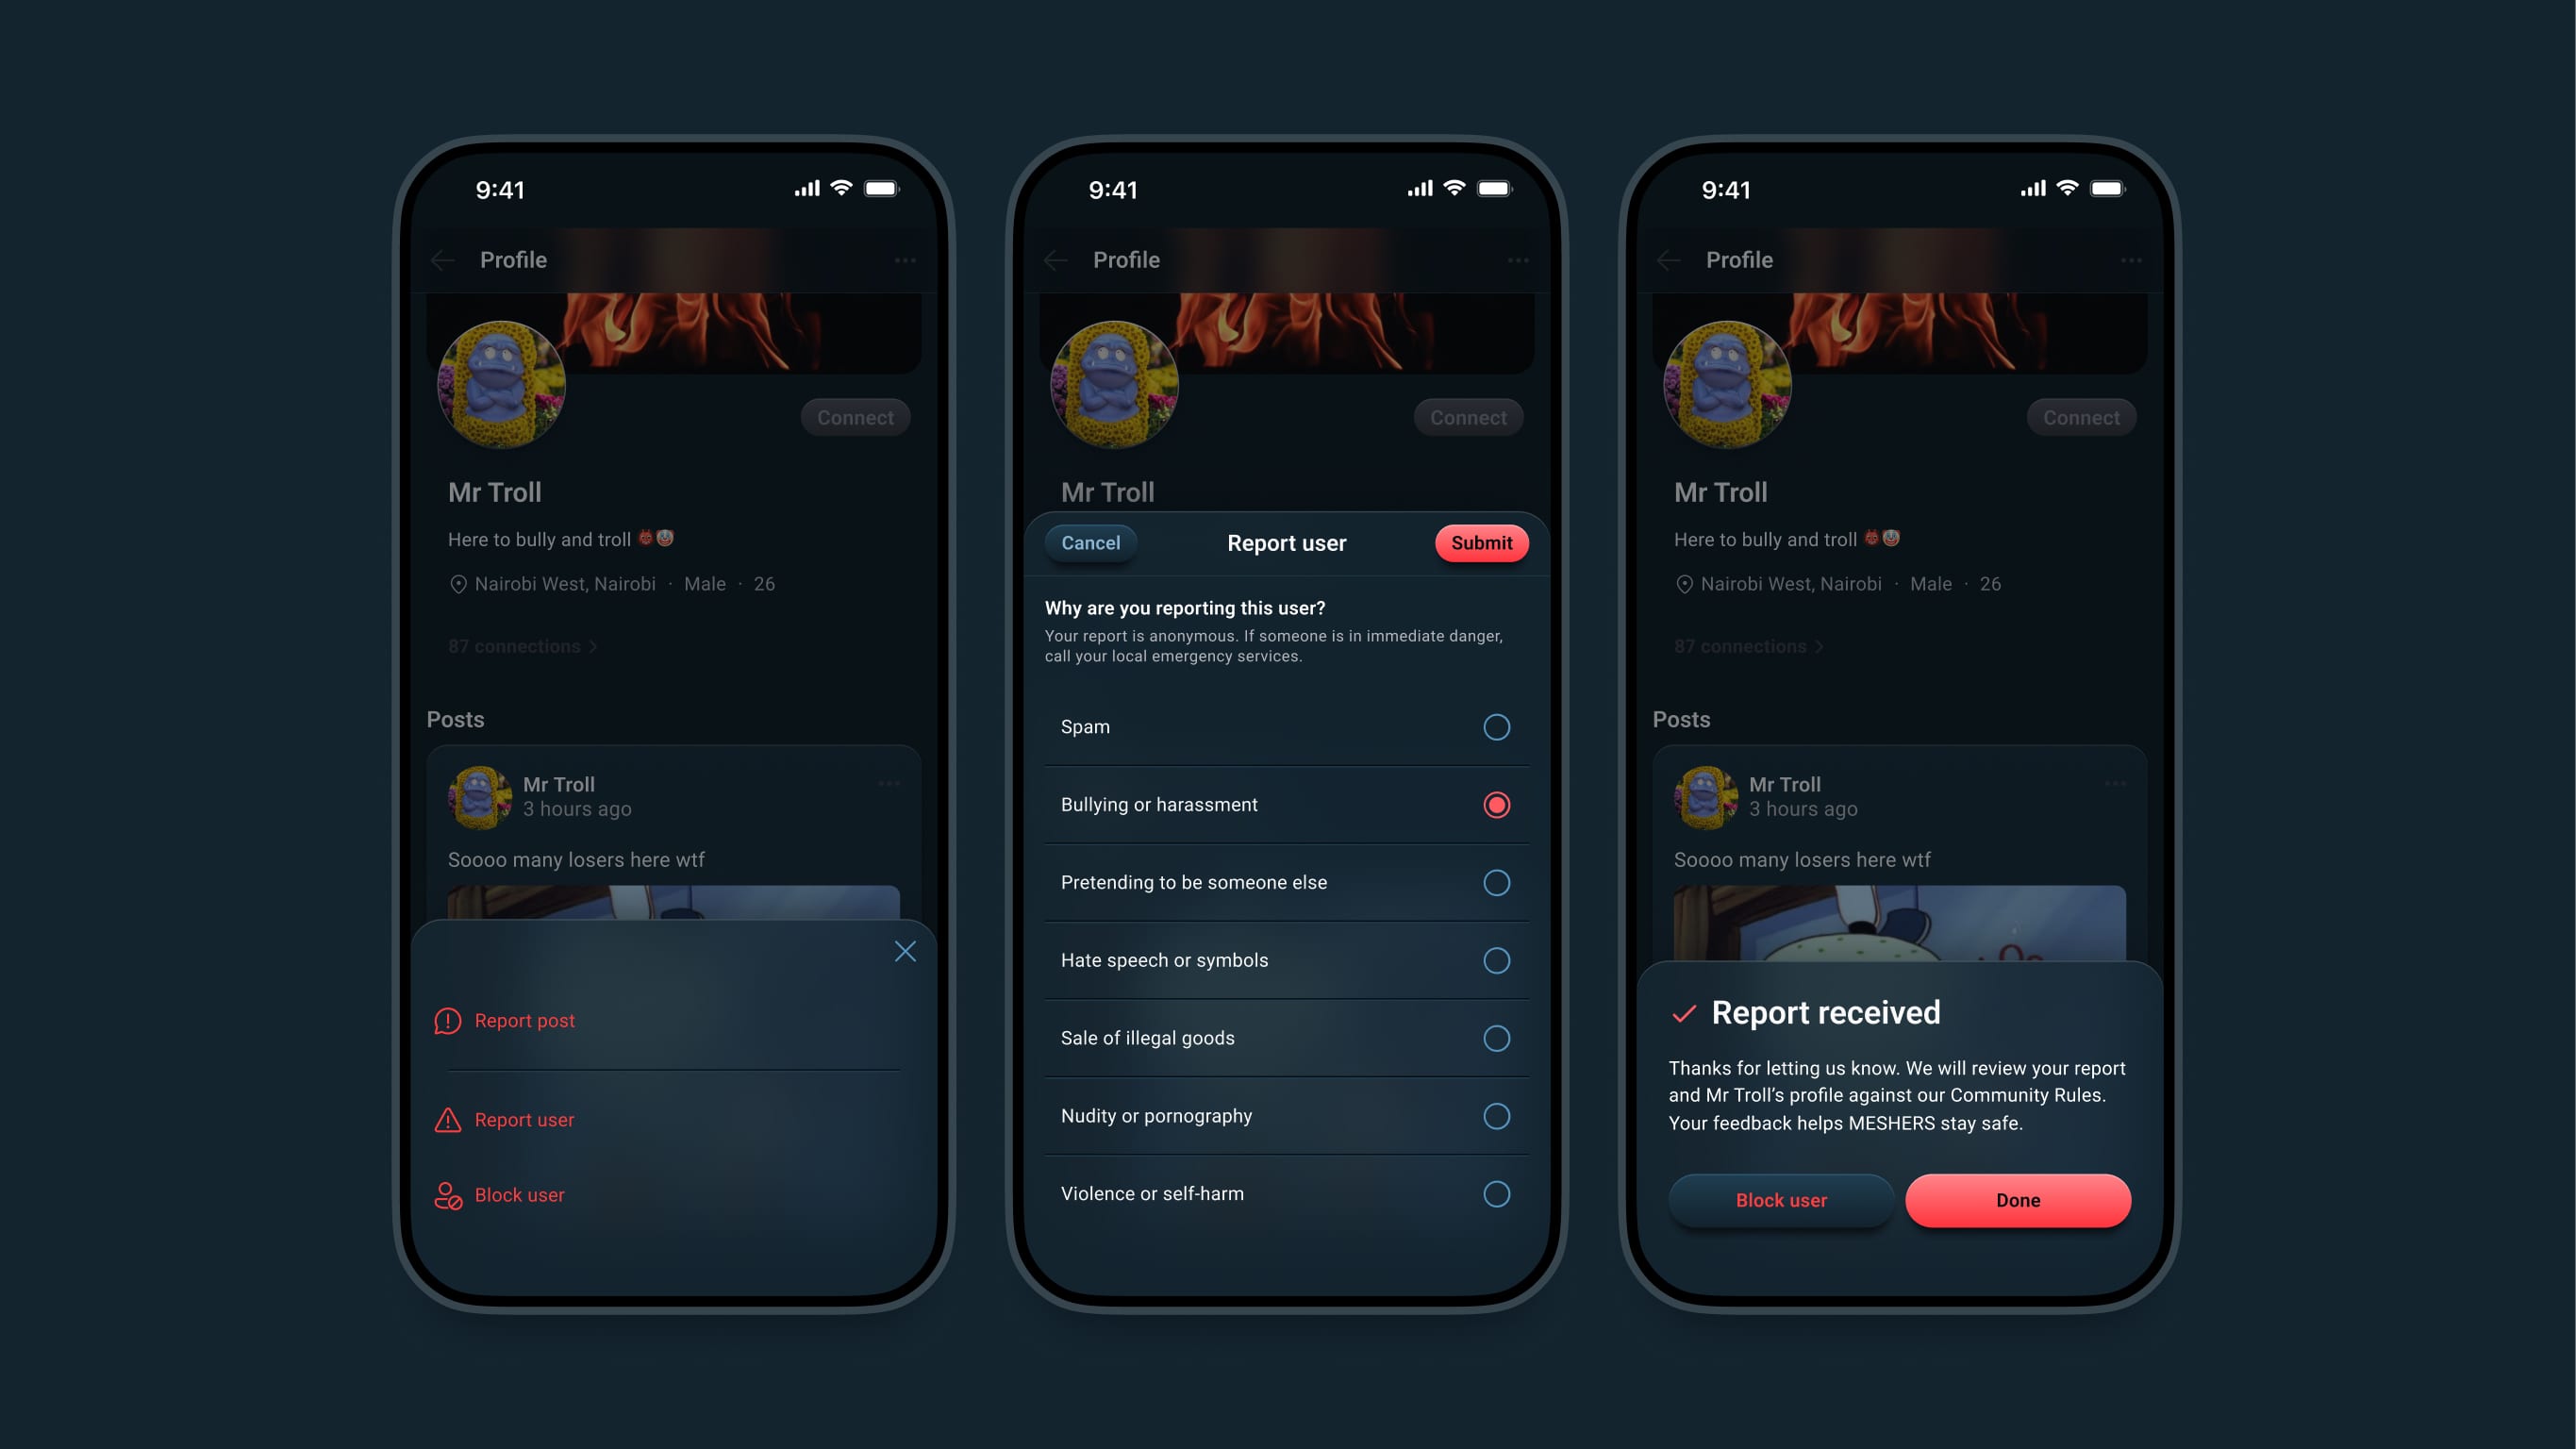 9:41
Profile
Connect
Mr Troll
Here to bully and troll 👹🤡
Nairobi West, Nairobi · Male · 26
87 connections
Posts
Mr Troll
3 hours ago
Soooo many losers here wtf
Report post
Report user
Block user
9:41
Profile
Connect
Mr Troll
Cancel
Report user
Submit
Why are you reporting this user?
Your report is anonymous. If someone is in immediate danger,
call your local emergency services.
Spam
Bullying or harassment
Pretending to be someone else
Hate speech or symbols
Sale of illegal goods
Nudity or pornography
Violence or self-harm
9:41
Profile
Connect
Mr Troll
Here to bully and troll 👹🤡
Nairobi West, Nairobi · Male · 26
87 connections
Posts
Mr Troll
3 hours ago
Soooo many losers here wtf
Report received
Thanks for letting us know. We will review your report
and Mr Troll’s profile against our Community Rules.
Your feedback helps MESHERS stay safe.
Block user
Done